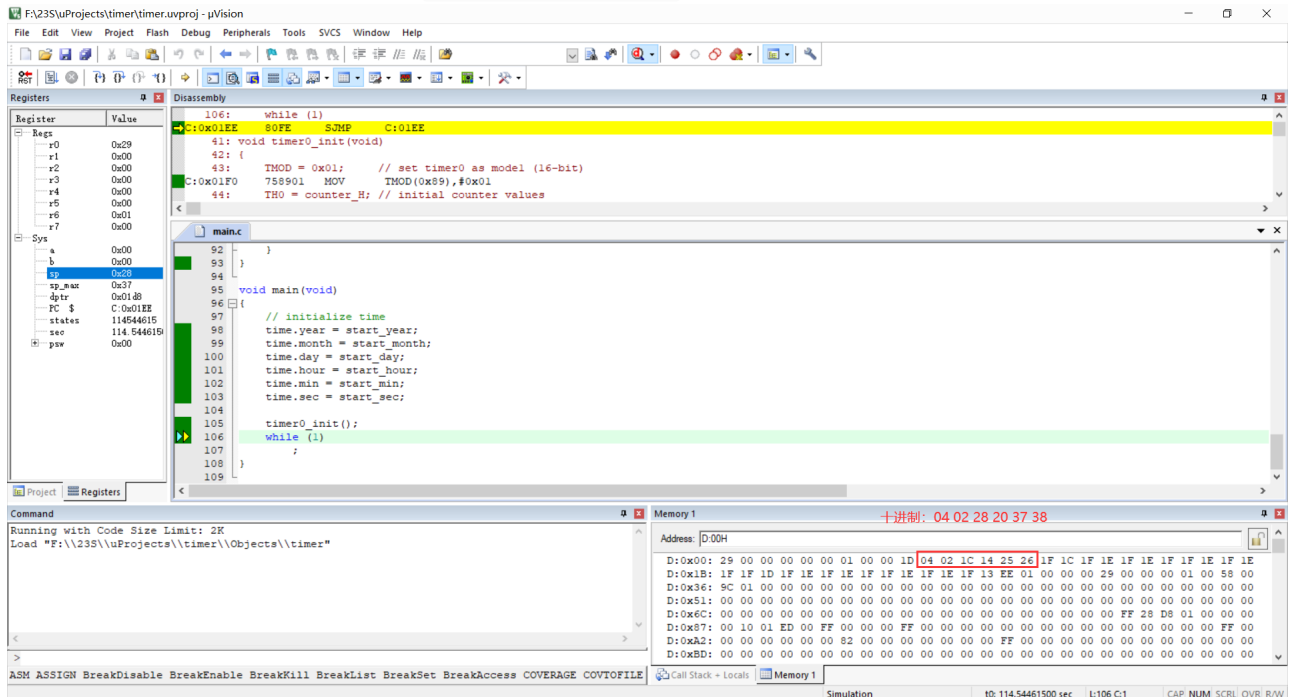 F:\23S\uProjects\timer\timer.uvproj - µVision
File Edit View Project Flash Debug Peripherals Tools SVCS Window Help
RST
Registers
Register Value
Regs
r0 0x29
r1 0x00
r2 0x00
r3 0x00
r4 0x00
r5 0x00
r6 0x01
r7 0x00
Sys
a 0x00
b 0x00
sp 0x28
sp_max 0x37
dptr 0x01d8
PC $ C:0x01EE
states 114544615
sec 114.544615
psw 0x00
Project Registers
Disassembly
106: while (1)
C:0x01EE 80FE SJMP C:01EE
41: void timer0_init(void)
42: {
43: TMOD = 0x01; // set timer0 as mode1 (16-bit)
C:0x01F0 758901 MOV TMOD(0x89),#0x01
44: TH0 = counter_H; // initial counter values
main.c
92 }
93 }
94
95 void main(void)
96 {
97 // initialize time
98 time.year = start_year;
99 time.month = start_month;
100 time.day = start_day;
101 time.hour = start_hour;
102 time.min = start_min;
103 time.sec = start_sec;
104
105 timer0_init();
106 while (1)
107 ;
108 }
109
Command
Running with Code Size Limit: 2K
Load "F:\\23S\\uProjects\\timer\\Objects\\timer"
>
ASM ASSIGN BreakDisable BreakEnable BreakKill BreakList BreakSet BreakAccess COVERAGE COVTOFILE
Memory 1
十进制：04 02 28 20 37 38
Address: D:00H
D:0x00: 29 00 00 00 00 00 01 00 00 1D 04 02 1C 14 25 26 1F 1C 1F 1E 1F 1E 1F 1F 1E 1F 1E
D:0x1B: 1F 1F 1D 1F 1E 1F 1E 1F 1F 1E 1F 1E 1F 13 EE 01 00 00 00 29 00 00 00 01 00 58 00
D:0x36: 9C 01 00 00 00 00 00 00 00 00 00 00 00 00 00 00 00 00 00 00 00 00 00 00 00 00 00
D:0x51: 00 00 00 00 00 00 00 00 00 00 00 00 00 00 00 00 00 00 00 00 00 00 00 00 00 00 00
D:0x6C: 00 00 00 00 00 00 00 00 00 00 00 00 00 00 00 00 00 00 00 00 FF 28 D8 01 00 00 00
D:0x87: 00 10 01 ED 00 FF 00 00 00 FF 00 00 00 00 00 00 00 00 00 00 00 00 00 00 00 FF 00
D:0xA2: 00 00 00 00 00 00 82 00 00 00 00 00 00 00 FF 00 00 00 00 00 00 00 00 00 00 00 00
D:0xBD: 00 00 00 00 00 00 00 00 00 00 00 00 00 00 00 00 00 00 00 00 00 00 00 00 00 00 00
Call Stack + Locals Memory 1
Simulation t0: 114.54461500 sec L:106 C:1 CAP NUM SCRL OVR R/W